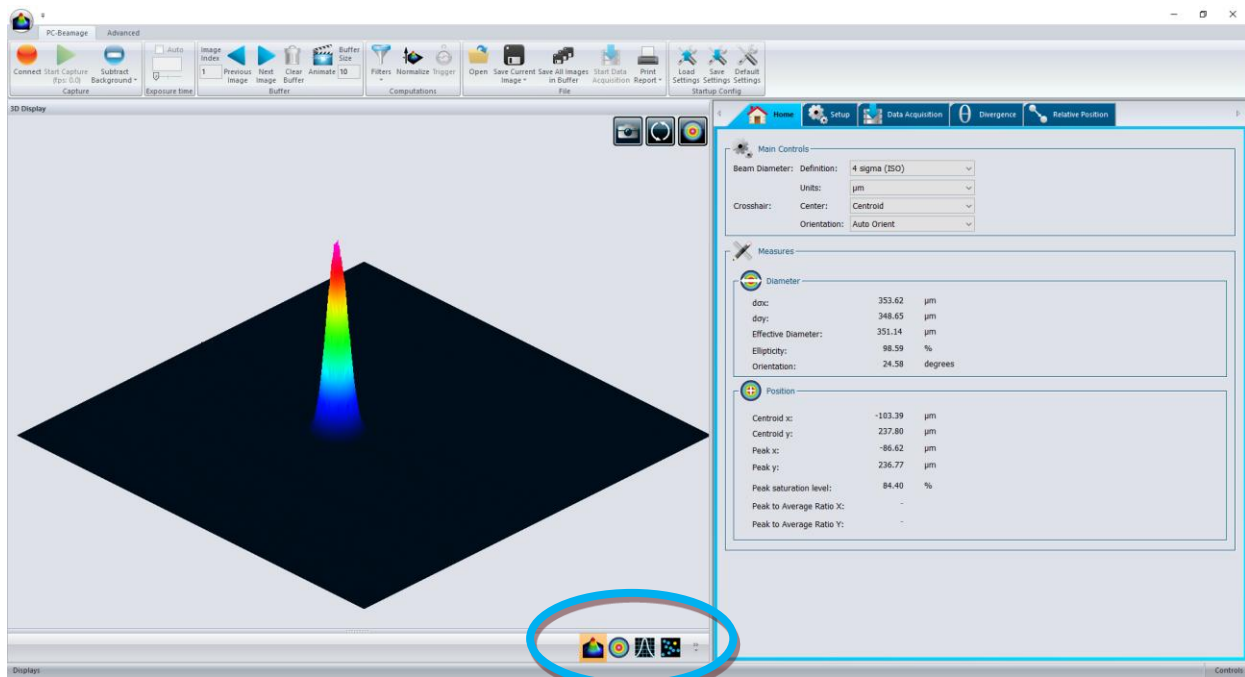 PC-Beamage Advanced
Connect Start Capture (fps: 0.0) Subtract Background
Capture
Auto
Exposure time
Image Index 1 Previous Image Next Image Clear Buffer Animate Buffer Size 10
Buffer
Filters Normalize Trigger
Computations
Open Save Current Image Save All Images in Buffer Start Data Acquisition Print Report
File
Load Settings Save Settings Default Settings
Startup Config
3D Display
Home Setup Data Acquisition Divergence Relative Position
Main Controls
Beam Diameter: Definition: 4 sigma (ISO)
Units: µm
Crosshair: Center: Centroid
Orientation: Auto Orient
Measures
Diameter
dσx: 353.62 µm
dσy: 348.65 µm
Effective Diameter: 351.14 µm
Ellipticity: 98.59 %
Orientation: 24.58 degrees
Position
Centroid x: -103.39 µm
Centroid y: 237.80 µm
Peak x: -86.62 µm
Peak y: 236.77 µm
Peak saturation level: 84.40 %
Peak to Average Ratio X: -
Peak to Average Ratio Y: -
Displays Controls